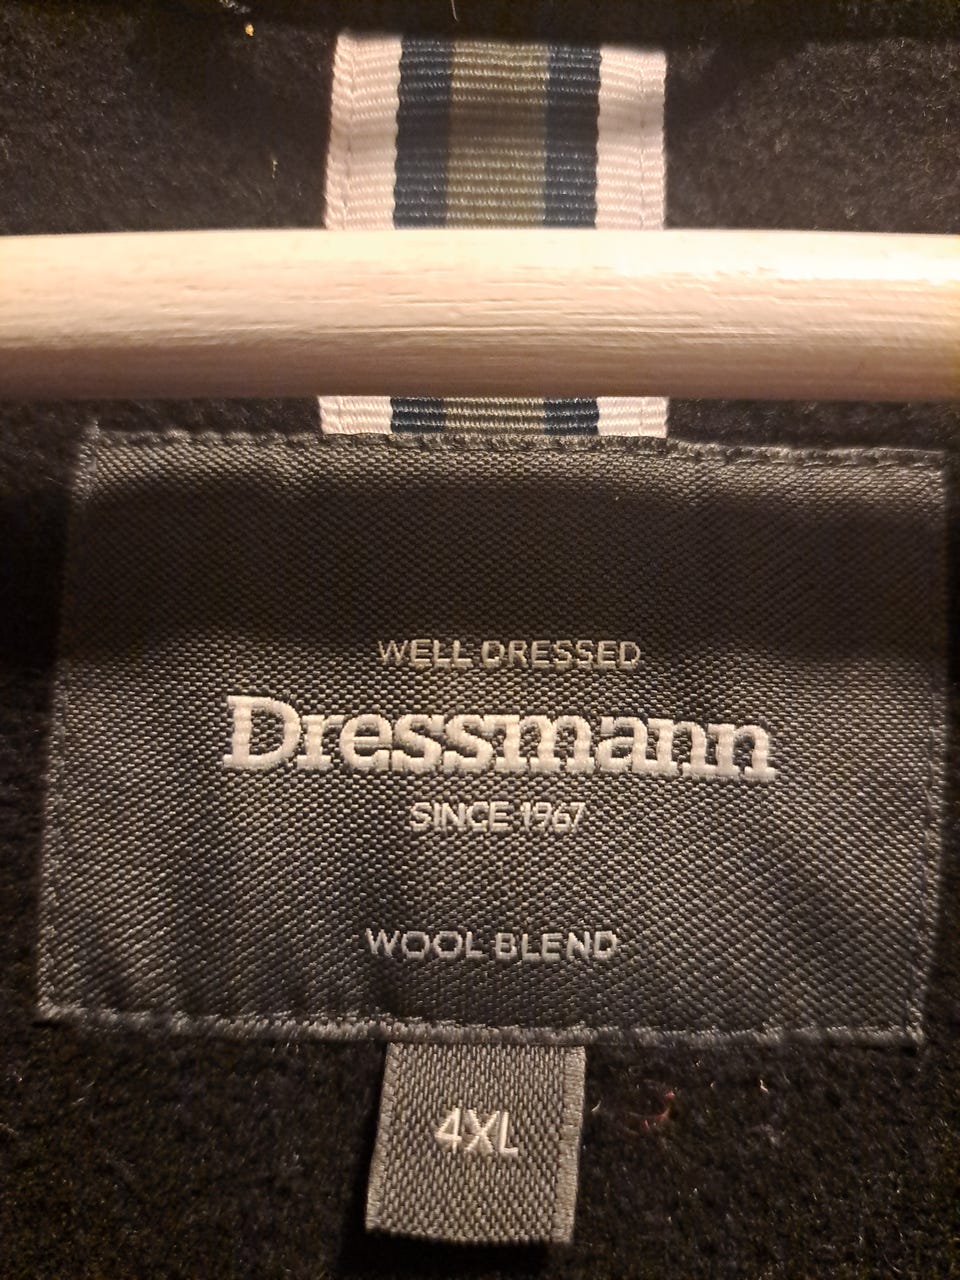 WELL DRESSED
Dressmann
SINCE 1967
WOOL BLEND
4XL